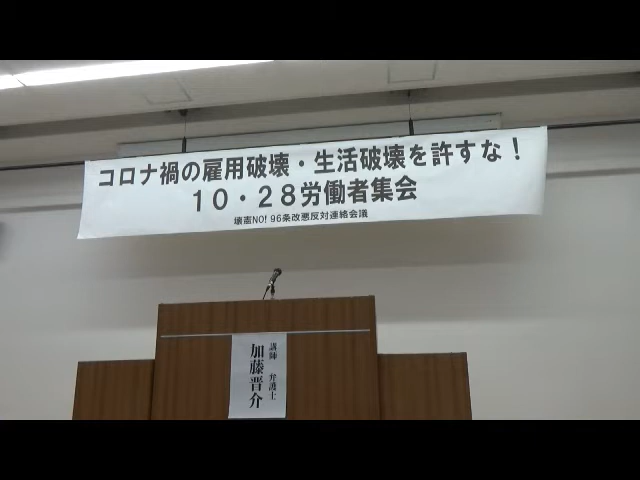 コロナ禍の雇用破壊・生活破壊を許すな！
１０・２８労働者集会
壊憲NO! 96条改悪反対連絡会議
講師 弁護士
加藤晋介